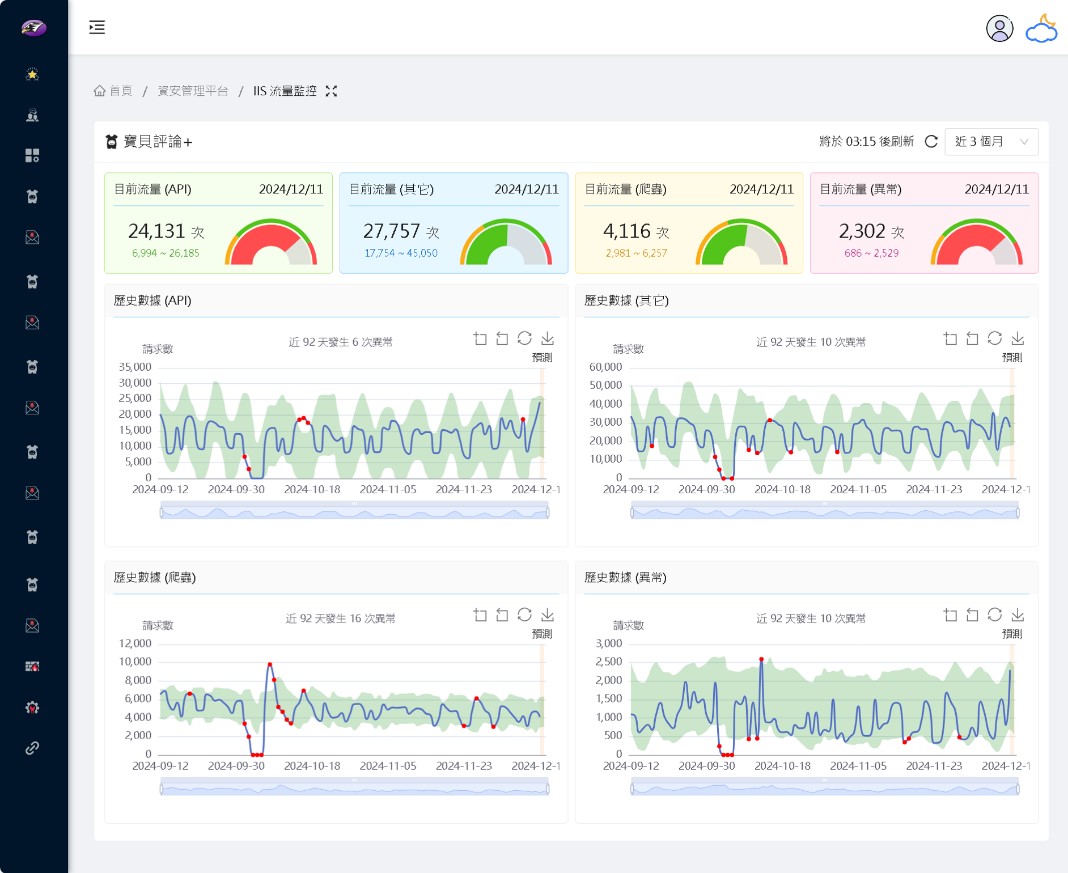 首頁 / 資安管理平台 / IIS 流量監控
寶貝評論+
將於 03:15 後刷新
近 3 個月
目前流量 (API) 2024/12/11
24,131 次
6,994 ~ 26,185
目前流量 (其它) 2024/12/11
27,757 次
17,754 ~ 45,050
目前流量 (爬蟲) 2024/12/11
4,116 次
2,981 ~ 6,257
目前流量 (異常) 2024/12/11
2,302 次
686 ~ 2,529
歷史數據 (API)
近 92 天發生 6 次異常
請求數
預測
35,000
30,000
25,000
20,000
15,000
10,000
5,000
0
2024-09-12 2024-09-30 2024-10-18 2024-11-05 2024-11-23 2024-12-1
歷史數據 (其它)
近 92 天發生 10 次異常
請求數
預測
60,000
50,000
40,000
30,000
20,000
10,000
0
2024-09-12 2024-09-30 2024-10-18 2024-11-05 2024-11-23 2024-12-1
歷史數據 (爬蟲)
近 92 天發生 16 次異常
請求數
預測
12,000
10,000
8,000
6,000
4,000
2,000
0
2024-09-12 2024-09-30 2024-10-18 2024-11-05 2024-11-23 2024-12-1
歷史數據 (異常)
近 92 天發生 10 次異常
請求數
預測
3,000
2,500
2,000
1,500
1,000
500
0
2024-09-12 2024-09-30 2024-10-18 2024-11-05 2024-11-23 2024-12-1